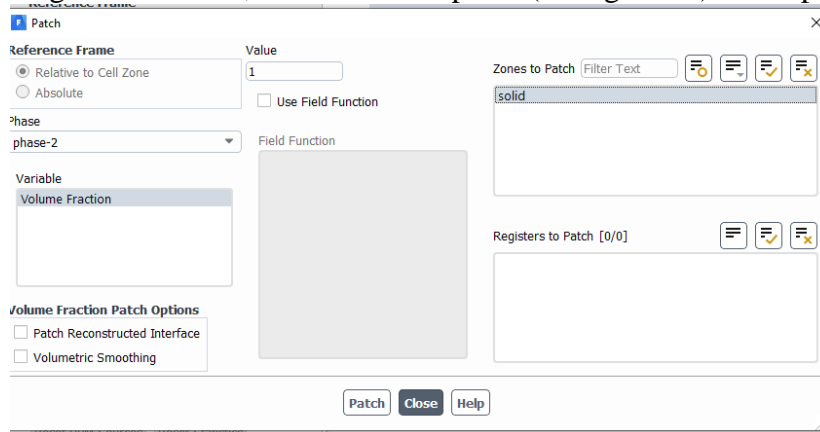 Patch
Reference Frame
Relative to Cell Zone
Absolute
Phase
phase-2
Variable
Volume Fraction
Volume Fraction Patch Options
Patch Reconstructed Interface
Volumetric Smoothing
Value
1
Use Field Function
Field Function
Zones to Patch Filter Text
solid
Registers to Patch [0/0]
Patch Close Help